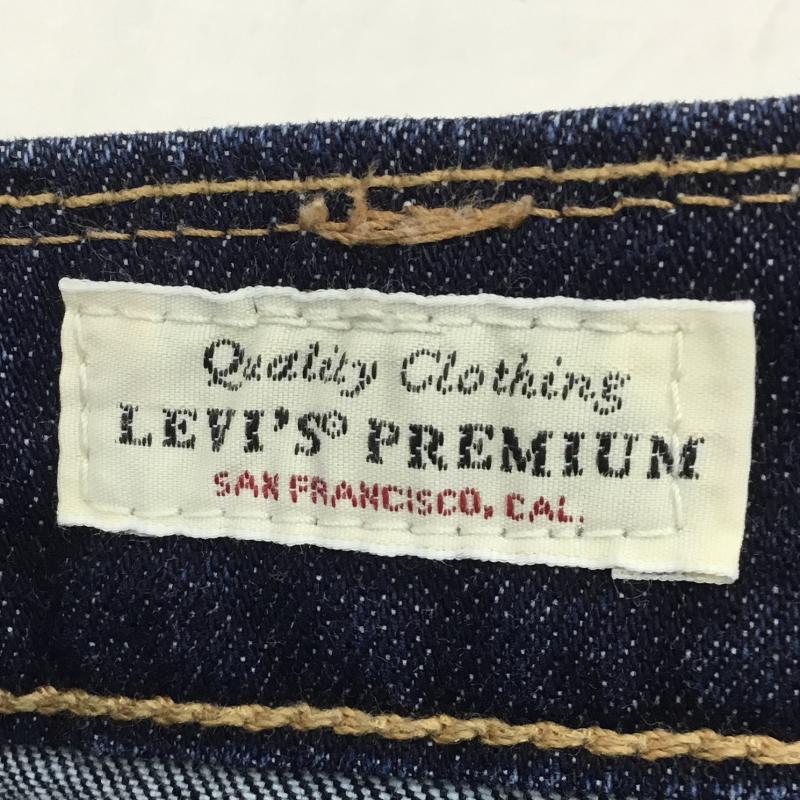 Quality Clothing
LEVI'S® PREMIUM
SAN FRANCISCO, CAL.